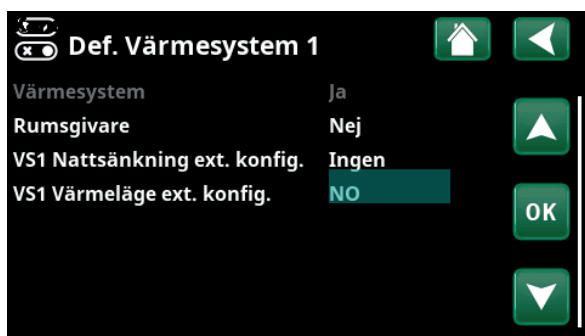 Def. Värmesystem 1
Värmesystem Ja
Rumsgivare Nej
VS1 Nattsänkning ext. konfig. Ingen
VS1 Värmeläge ext. konfig. NO
OK